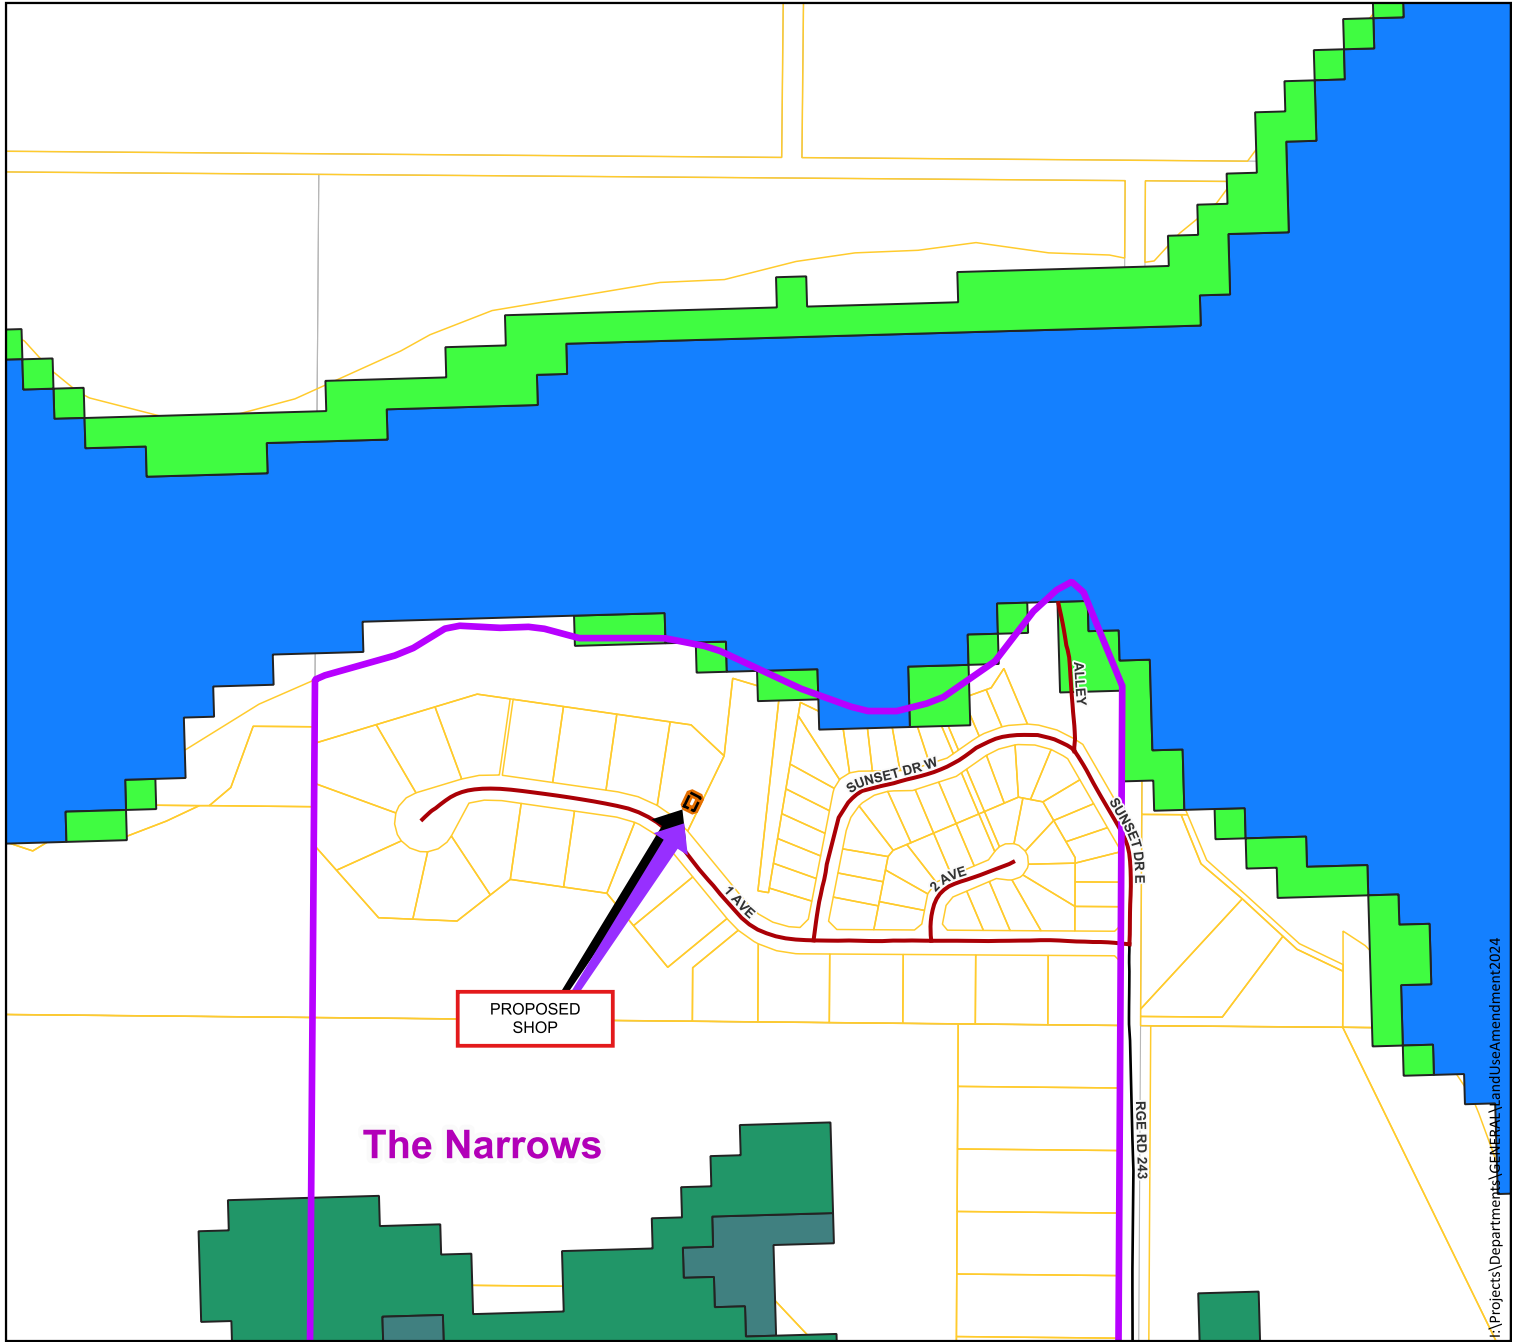 ALLEY
SUNSET DR W
SUNSET DR E
2 AVE
1 AVE
PROPOSED
SHOP
The Narrows
RGE RD 243
I:\Projects\Departments\GENERAL\LandUseAmendment2024